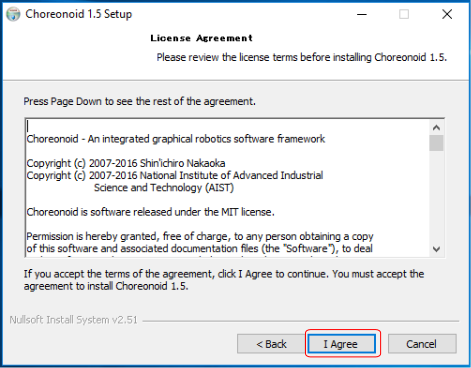 Choreonoid 1.5 Setup
License Agreement
Please review the license terms before installing Choreonoid 1.5.
Press Page Down to see the rest of the agreement.
Choreonoid - An integrated graphical robotics software framework
Copyright (c) 2007-2016 Shin'ichiro Nakaoka
Copyright (c) 2007-2016 National Institute of Advanced Industrial
Science and Technology (AIST)
Choreonoid is software released under the MIT license.
Permission is hereby granted, free of charge, to any person obtaining a copy
of this software and associated documentation files (the "Software"), to deal
If you accept the terms of the agreement, click I Agree to continue. You must accept the
agreement to install Choreonoid 1.5.
Nullsoft Install System v2.51
< Back I Agree Cancel